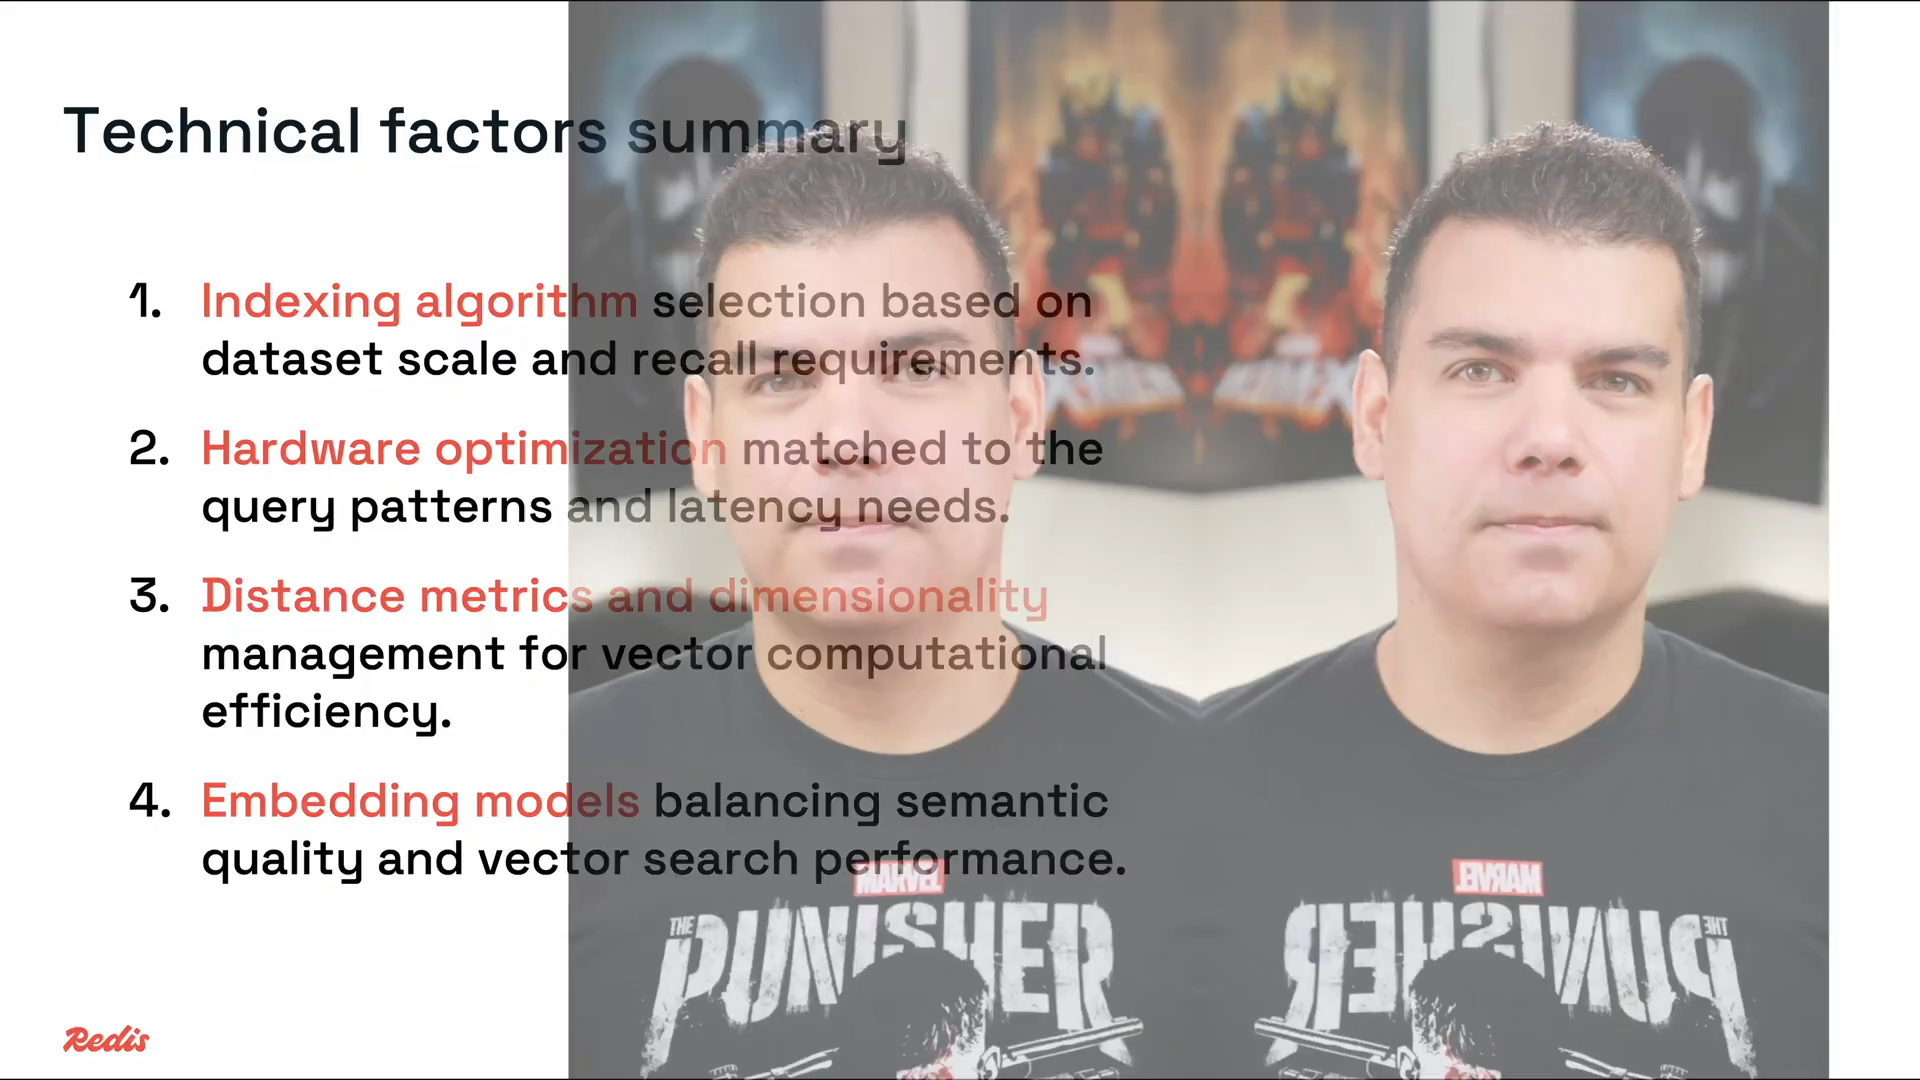 Technical factors summary
1. Indexing algorithm selection based on
dataset scale and recall requirements.
2. Hardware optimization matched to the
query patterns and latency needs.
3. Distance metrics and dimensionality
management for vector computational
efficiency.
4. Embedding models balancing semantic
quality and vector search performance.
MARVEL
THE
PUNISHER
MARVEL
THE
PUNISHER
Redis